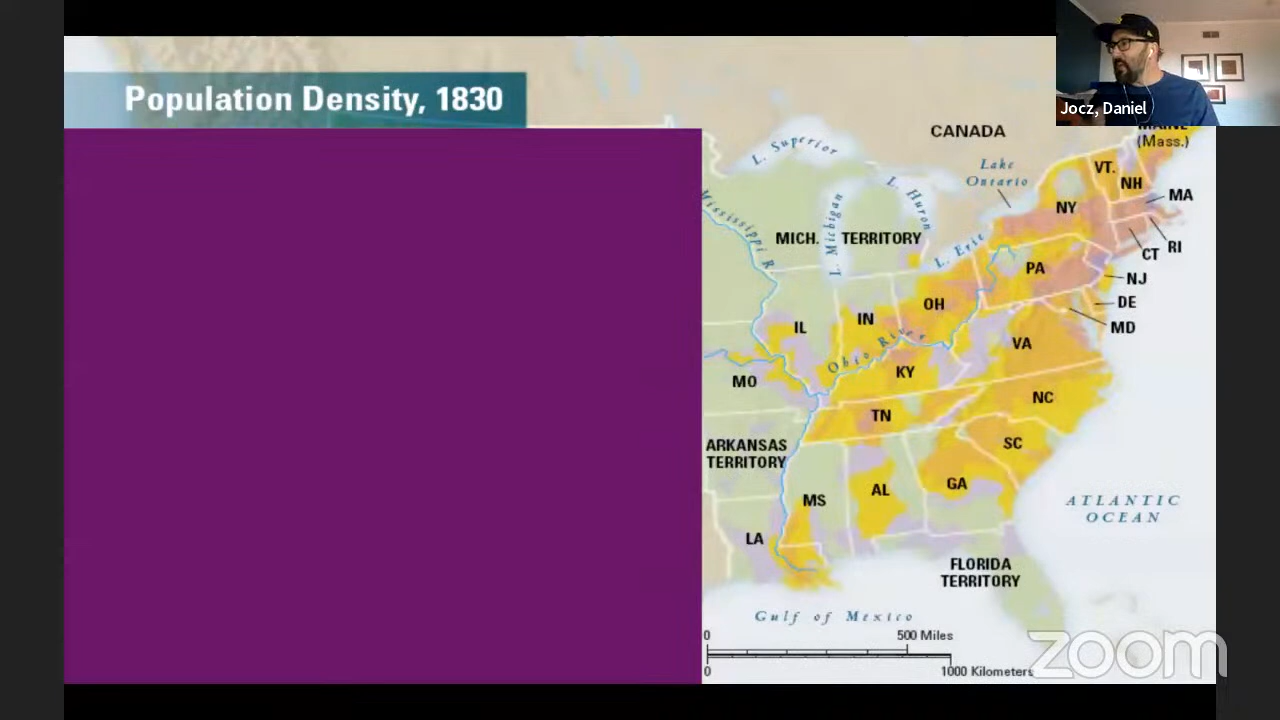 Population Density, 1830
Jocz, Daniel
CANADA
MAINE
(Mass.)
L. Superior
Lake
Ontario
VT.
NH
MA
L. Huron
NY
Mississippi R.
L. Michigan
MICH. TERRITORY
L. Erie
RI
CT
PA
NJ
OH
DE
IN
IL
MD
Ohio River
VA
KY
MO
NC
TN
ARKANSAS
TERRITORY
SC
GA
AL
MS
ATLANTIC
OCEAN
LA
FLORIDA
TERRITORY
Gulf of Mexico
0 500 Miles
0 1000 Kilometers
zoom